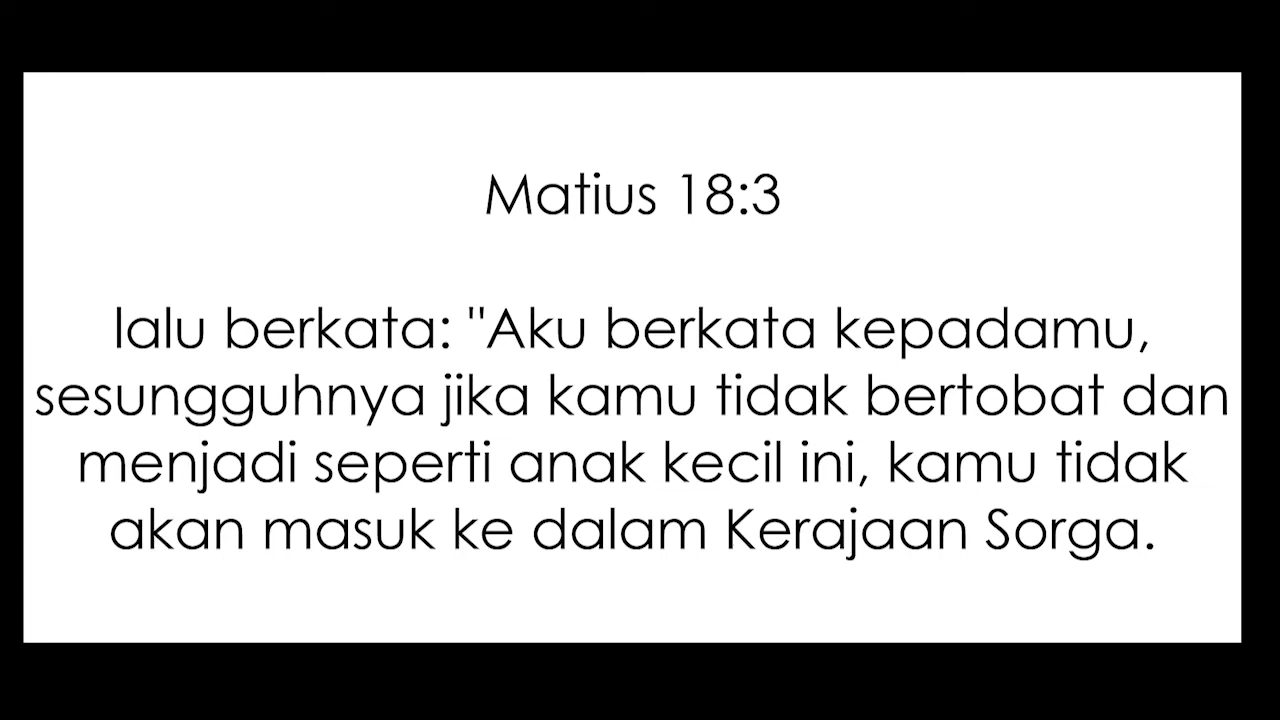 Matius 18:3
lalu berkata: "Aku berkata kepadamu,
sesungguhnya jika kamu tidak bertobat dan
menjadi seperti anak kecil ini, kamu tidak
akan masuk ke dalam Kerajaan Sorga.